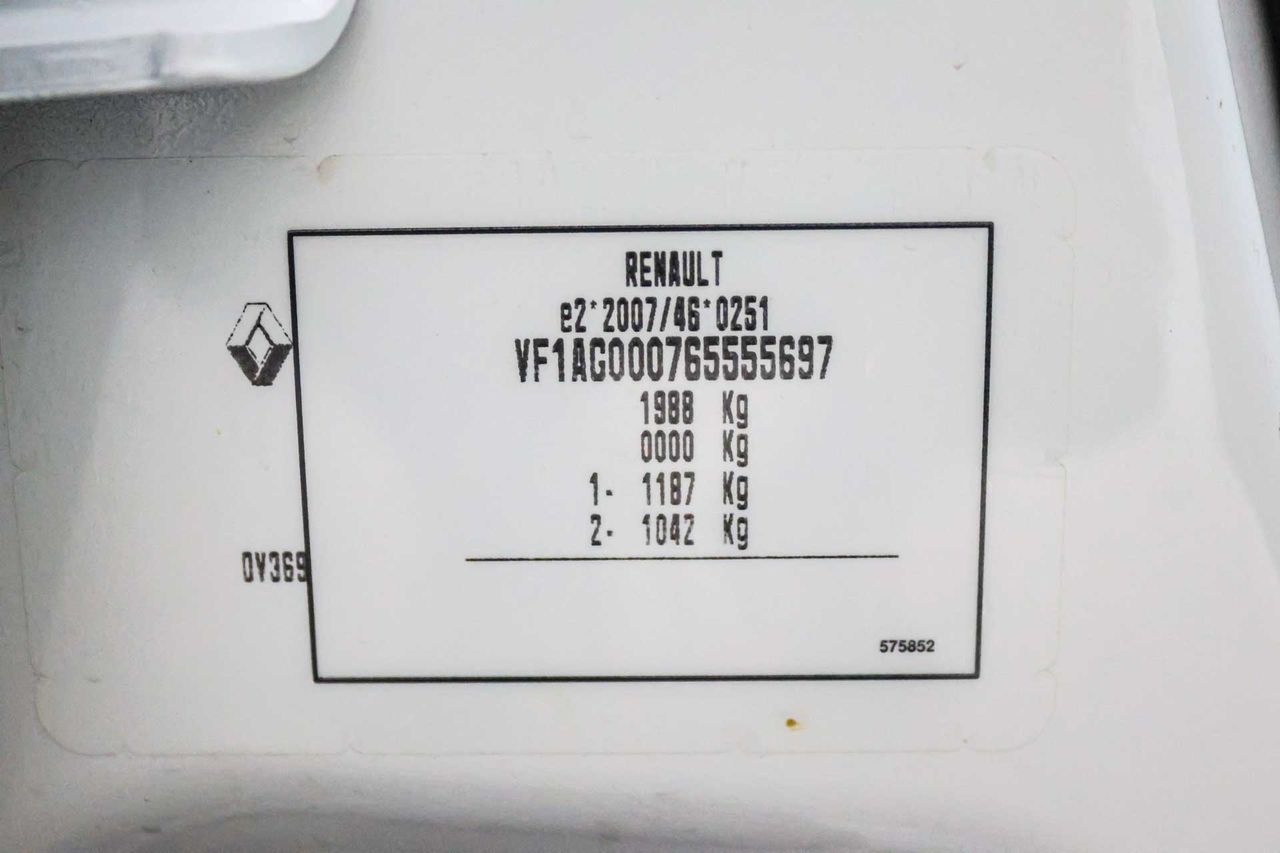 RENAULT
e2*2007/46*0251
VF1AG000765555697
1988 Kg
0000 Kg
1- 1187 Kg
2- 1042 Kg
0V369
575852